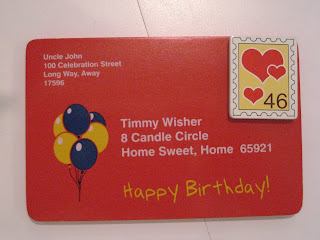 Uncle John
100 Celebration Street
Long Way, Away
17596
46
Timmy Wisher
8 Candle Circle
Home Sweet, Home 65921
Happy Birthday!